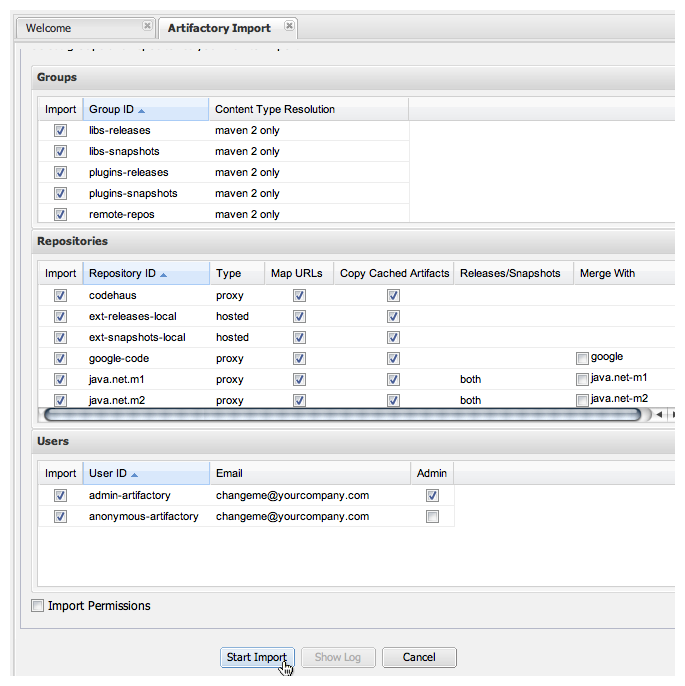 Welcome
Artifactory Import
Groups
Import Group ID Content Type Resolution
libs-releases maven 2 only
libs-snapshots maven 2 only
plugins-releases maven 2 only
plugins-snapshots maven 2 only
remote-repos maven 2 only
Repositories
Import Repository ID Type Map URLs Copy Cached Artifacts Releases/Snapshots Merge With
codehaus proxy
ext-releases-local hosted
ext-snapshots-local hosted
google-code proxy google
java.net.m1 proxy both java.net-m1
java.net.m2 proxy both java.net-m2
Users
Import User ID Email Admin
admin-artifactory changeme@yourcompany.com
anonymous-artifactory changeme@yourcompany.com
Import Permissions
Start Import Show Log Cancel